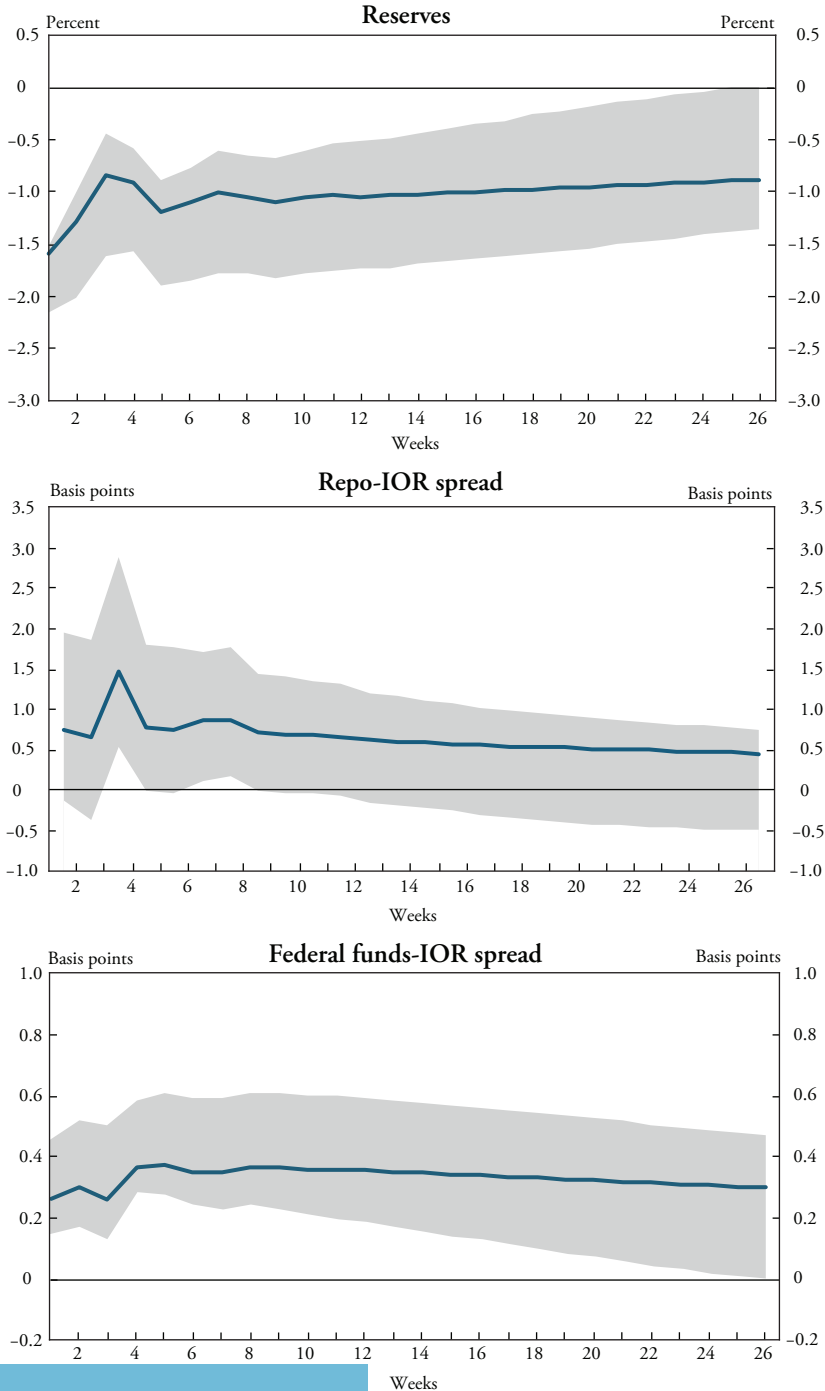 Reserves
Percent Percent
0.5 0.5
0 0
–0.5 –0.5
–1.0 –1.0
–1.5 –1.5
–2.0 –2.0
–2.5 –2.5
–3.0 –3.0
2 4 6 8 10 12 14 16 18 20 22 24 26
Weeks
Repo-IOR spread
Basis points Basis points
3.5 3.5
3.0 3.0
2.5 2.5
2.0 2.0
1.5 1.5
1.0 1.0
0.5 0.5
0 0
–0.5 –0.5
–1.0 –1.0
2 4 6 8 10 12 14 16 18 20 22 24 26
Weeks
Federal funds-IOR spread
Basis points Basis points
1.0 1.0
0.8 0.8
0.6 0.6
0.4 0.4
0.2 0.2
0 0
–0.2 –0.2
2 4 6 8 10 12 14 16 18 20 22 24 26
Weeks